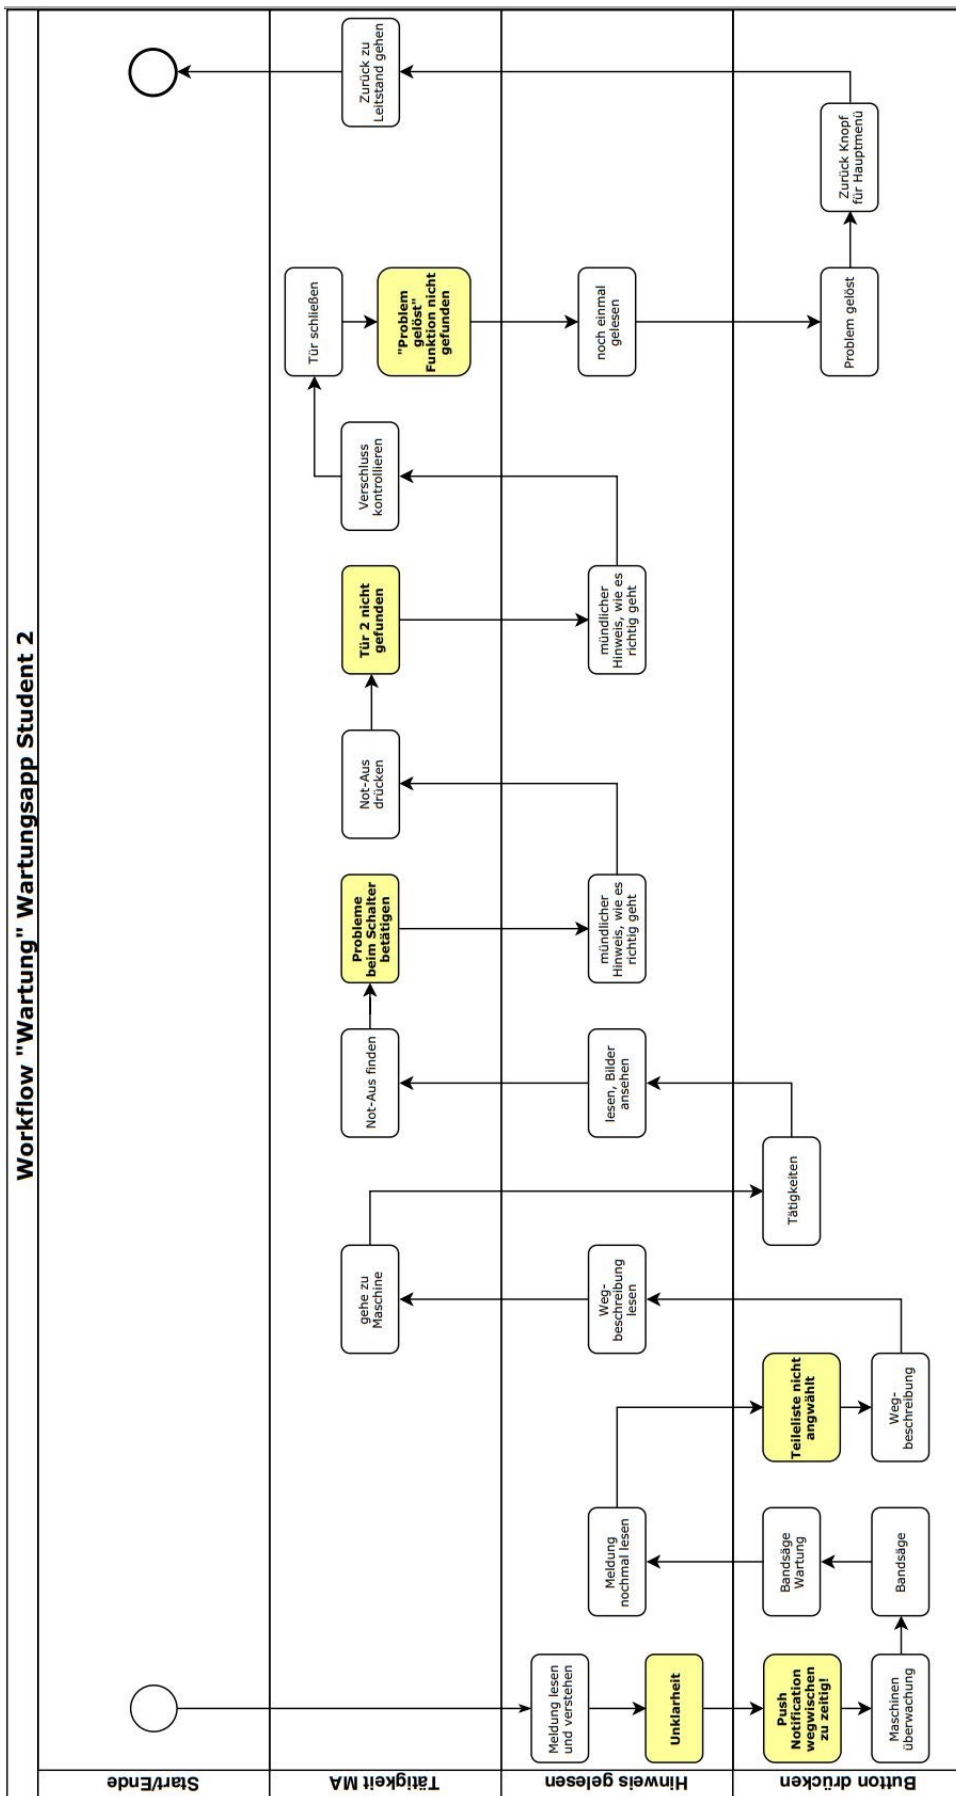 Workflow "Wartung" Wartungsapp Student 2
Start/Ende
Tätigkeit MA
Zurück zu
Leitstand gehen
Tür schließen
"Problem
gelöst"
Funktion nicht
gefunden
Verschluss
kontrollieren
Tür 2 nicht
gefunden
Not-Aus
drücken
Probleme
beim Schalter
betätigen
Not-Aus finden
gehe zu
Maschine
Hinweis gelesen
noch einmal
gelesen
mündlicher
Hinweis, wie es
richtig geht
mündlicher
Hinweis, wie es
richtig geht
lesen, Bilder
ansehen
Weg-
beschreibung
lesen
Meldung
nochmal lesen
Meldung lesen
und verstehen
Unklarheit
Button drücken
Zurück Knopf
für Hauptmenü
Problem gelöst
Tätigkeiten
Teileliste nicht
angwählt
Weg-
beschreibung
Bandsäge
Wartung
Bandsäge
Push
Notification
wegwischen
zu zeitig!
Maschinen
überwachung